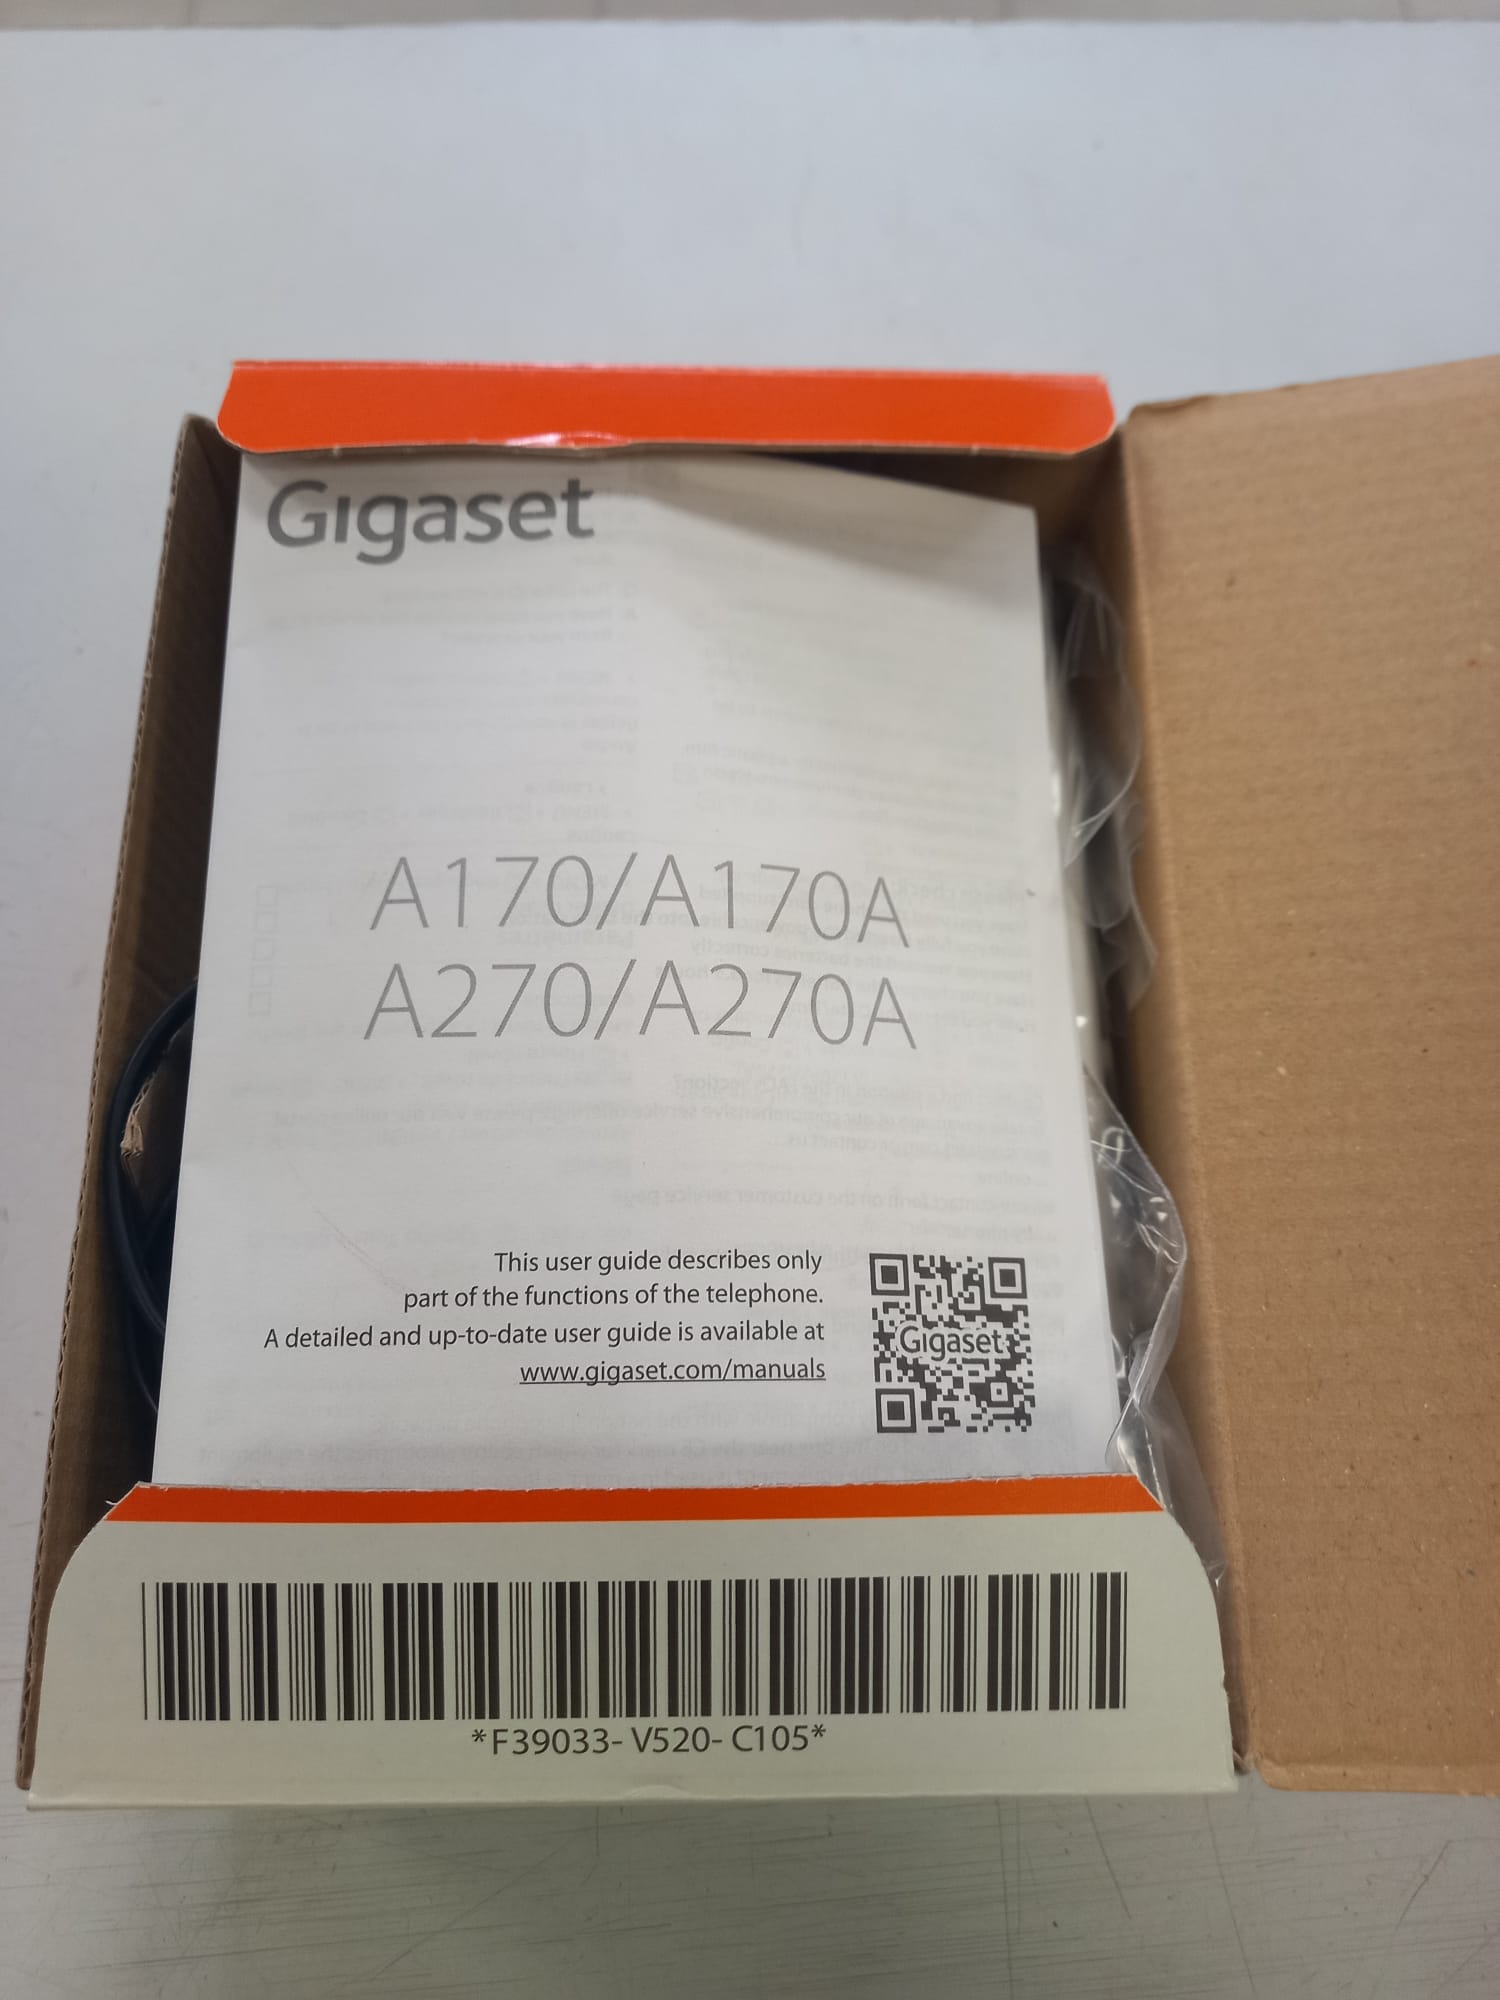 Gigaset
A170/A170A
A270/A270A
This user guide describes only
part of the functions of the telephone.
A detailed and up-to-date user guide is available at
www.gigaset.com/manuals
Gigaset
*F39033-V520-C105*